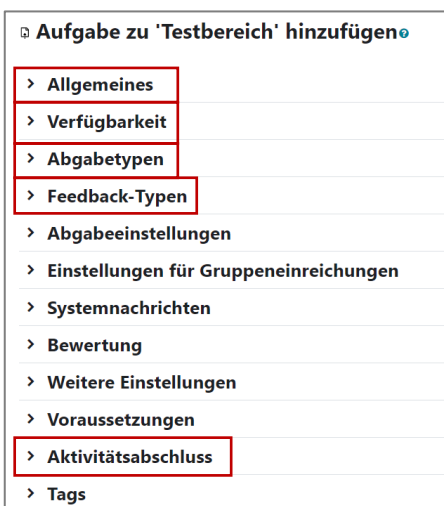 Aufgabe zu 'Testbereich' hinzufügen
Allgemeines
Verfügbarkeit
Abgabetypen
Feedback-Typen
Abgabeeinstellungen
Einstellungen für Gruppeneinreichungen
Systemnachrichten
Bewertung
Weitere Einstellungen
Voraussetzungen
Aktivitätsabschluss
Tags